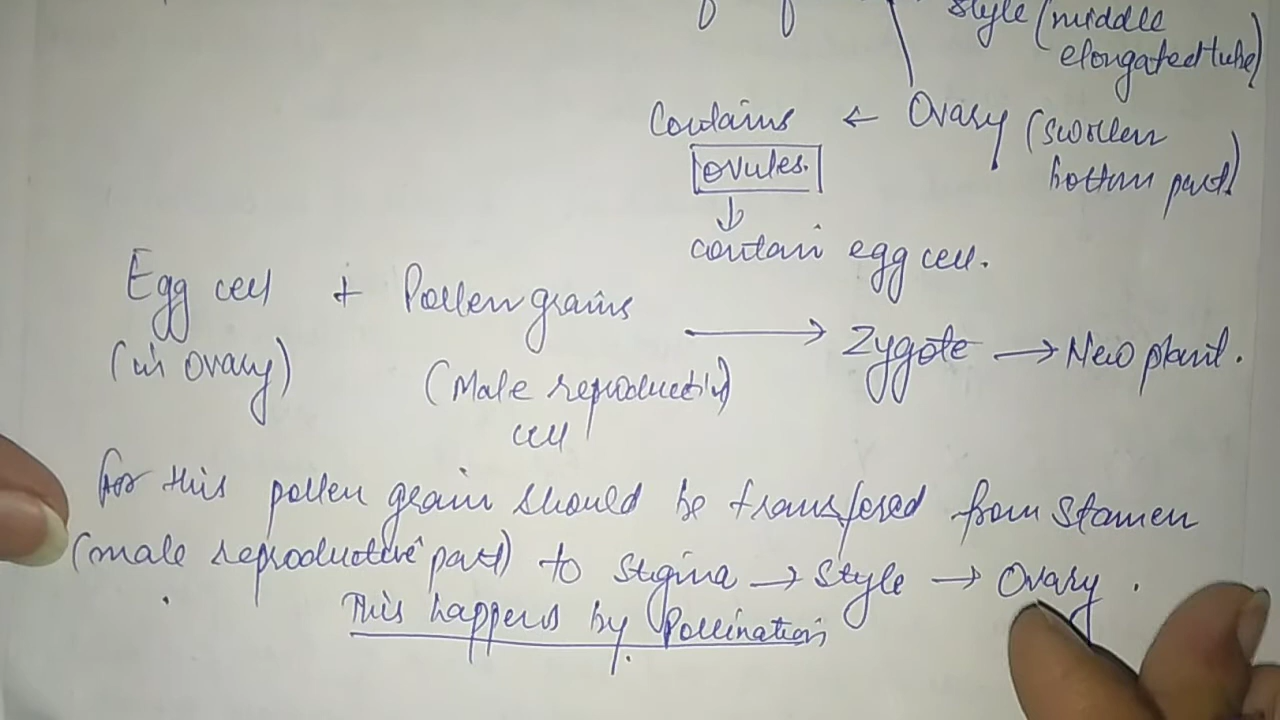 Style (middle
elongated tube)
Contains ← Ovary (swollen
bottom part)
ovules.
↓
contain egg cell.
Egg cell + Pollen grains
(in ovary)
(Male reproductive
cell
→ Zygote → New plant.
for this pollen grain should be transfered from Stamen
(male reproductive part) to Stigma → Style → Ovary.
This happens by Pollination